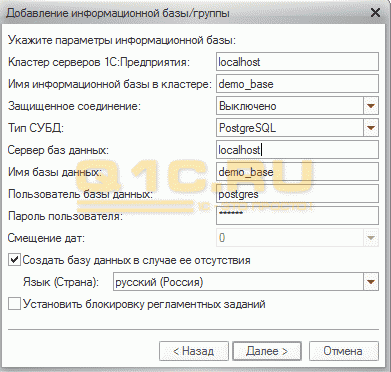 Добавление информационной базы/группы
Укажите параметры информационной базы:
Кластер серверов 1С:Предприятия: localhost
Имя информационной базы в кластере: demo_base
Защищенное соединение: Выключено
Тип СУБД: PostgreSQL
Сервер баз данных: localhost
Имя базы данных: demo_base
Q1C.RU
Пользователь базы данных: postgres
Пароль пользователя: ******
Смещение дат: 0
Создать базу данных в случае ее отсутствия
Язык (Страна): русский (Россия)
Установить блокировку регламентных заданий
< Назад Далее > Отмена